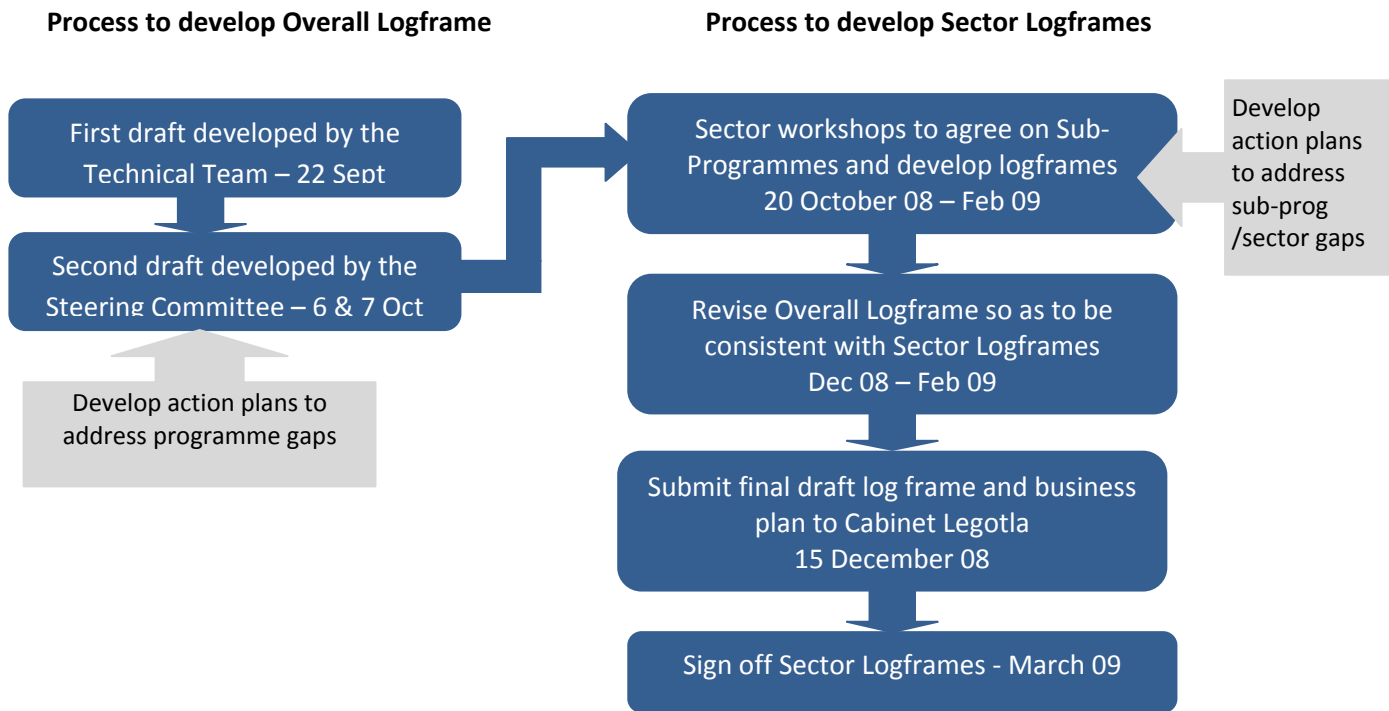 Process to develop Overall Logframe
First draft developed by the
Technical Team – 22 Sept
Second draft developed by the
Steering Committee – 6 & 7 Oct
Develop action plans to
address programme gaps
Process to develop Sector Logframes
Sector workshops to agree on Sub-
Programmes and develop logframes
20 October 08 – Feb 09
Develop
action plans
to address
sub-prog
/sector gaps
Revise Overall Logframe so as to be
consistent with Sector Logframes
Dec 08 – Feb 09
Submit final draft log frame and business
plan to Cabinet Legotla
15 December 08
Sign off Sector Logframes - March 09